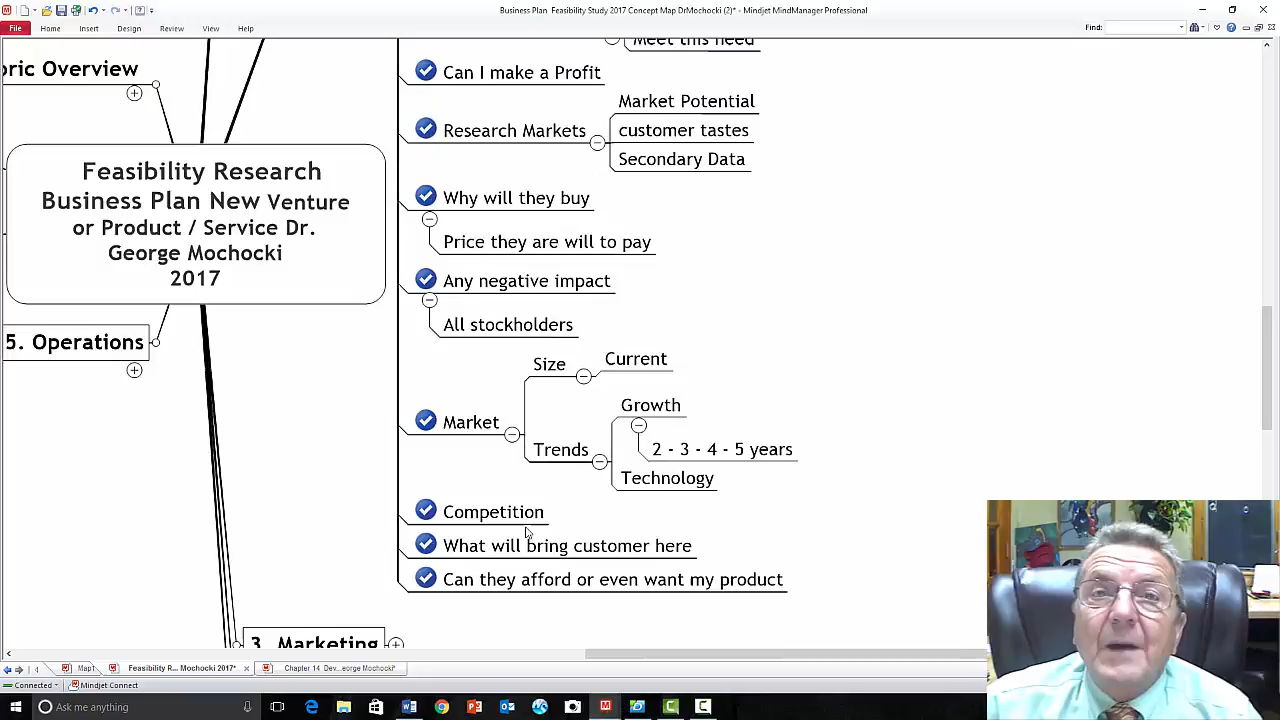 Business Plan Feasibility Study 2017 Concept Map DrMochocki (2)* - Mindjet MindManager Professional
File Home Insert Design Review View Help
Find:
Meet this need
oric Overview
Can I make a Profit
Research Markets
Market Potential
customer tastes
Secondary Data
Feasibility Research
Business Plan New Venture
or Product / Service Dr.
George Mochocki
2017
Why will they buy
Price they are will to pay
Any negative impact
All stockholders
5. Operations
Market
Size
Current
Trends
Growth
2 - 3 - 4 - 5 years
Technology
Competition
What will bring customer here
Can they afford or even want my product
3. Marketing
Map1
Feasibility R... Mochocki 2017*
Chapter 14 Dev...eorge Mochocki*
Connected
Mindjet Connect
Ask me anything